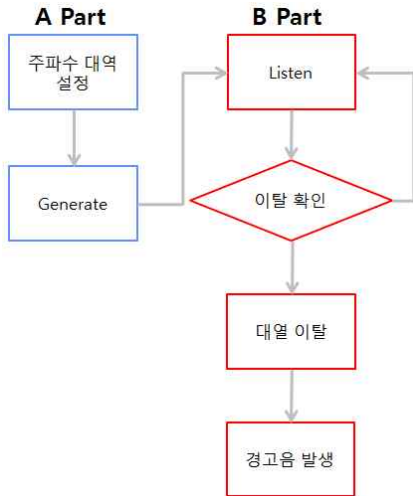 A Part
B Part
주파수 대역
설정
Generate
Listen
이탈 확인
대열 이탈
경고음 발생